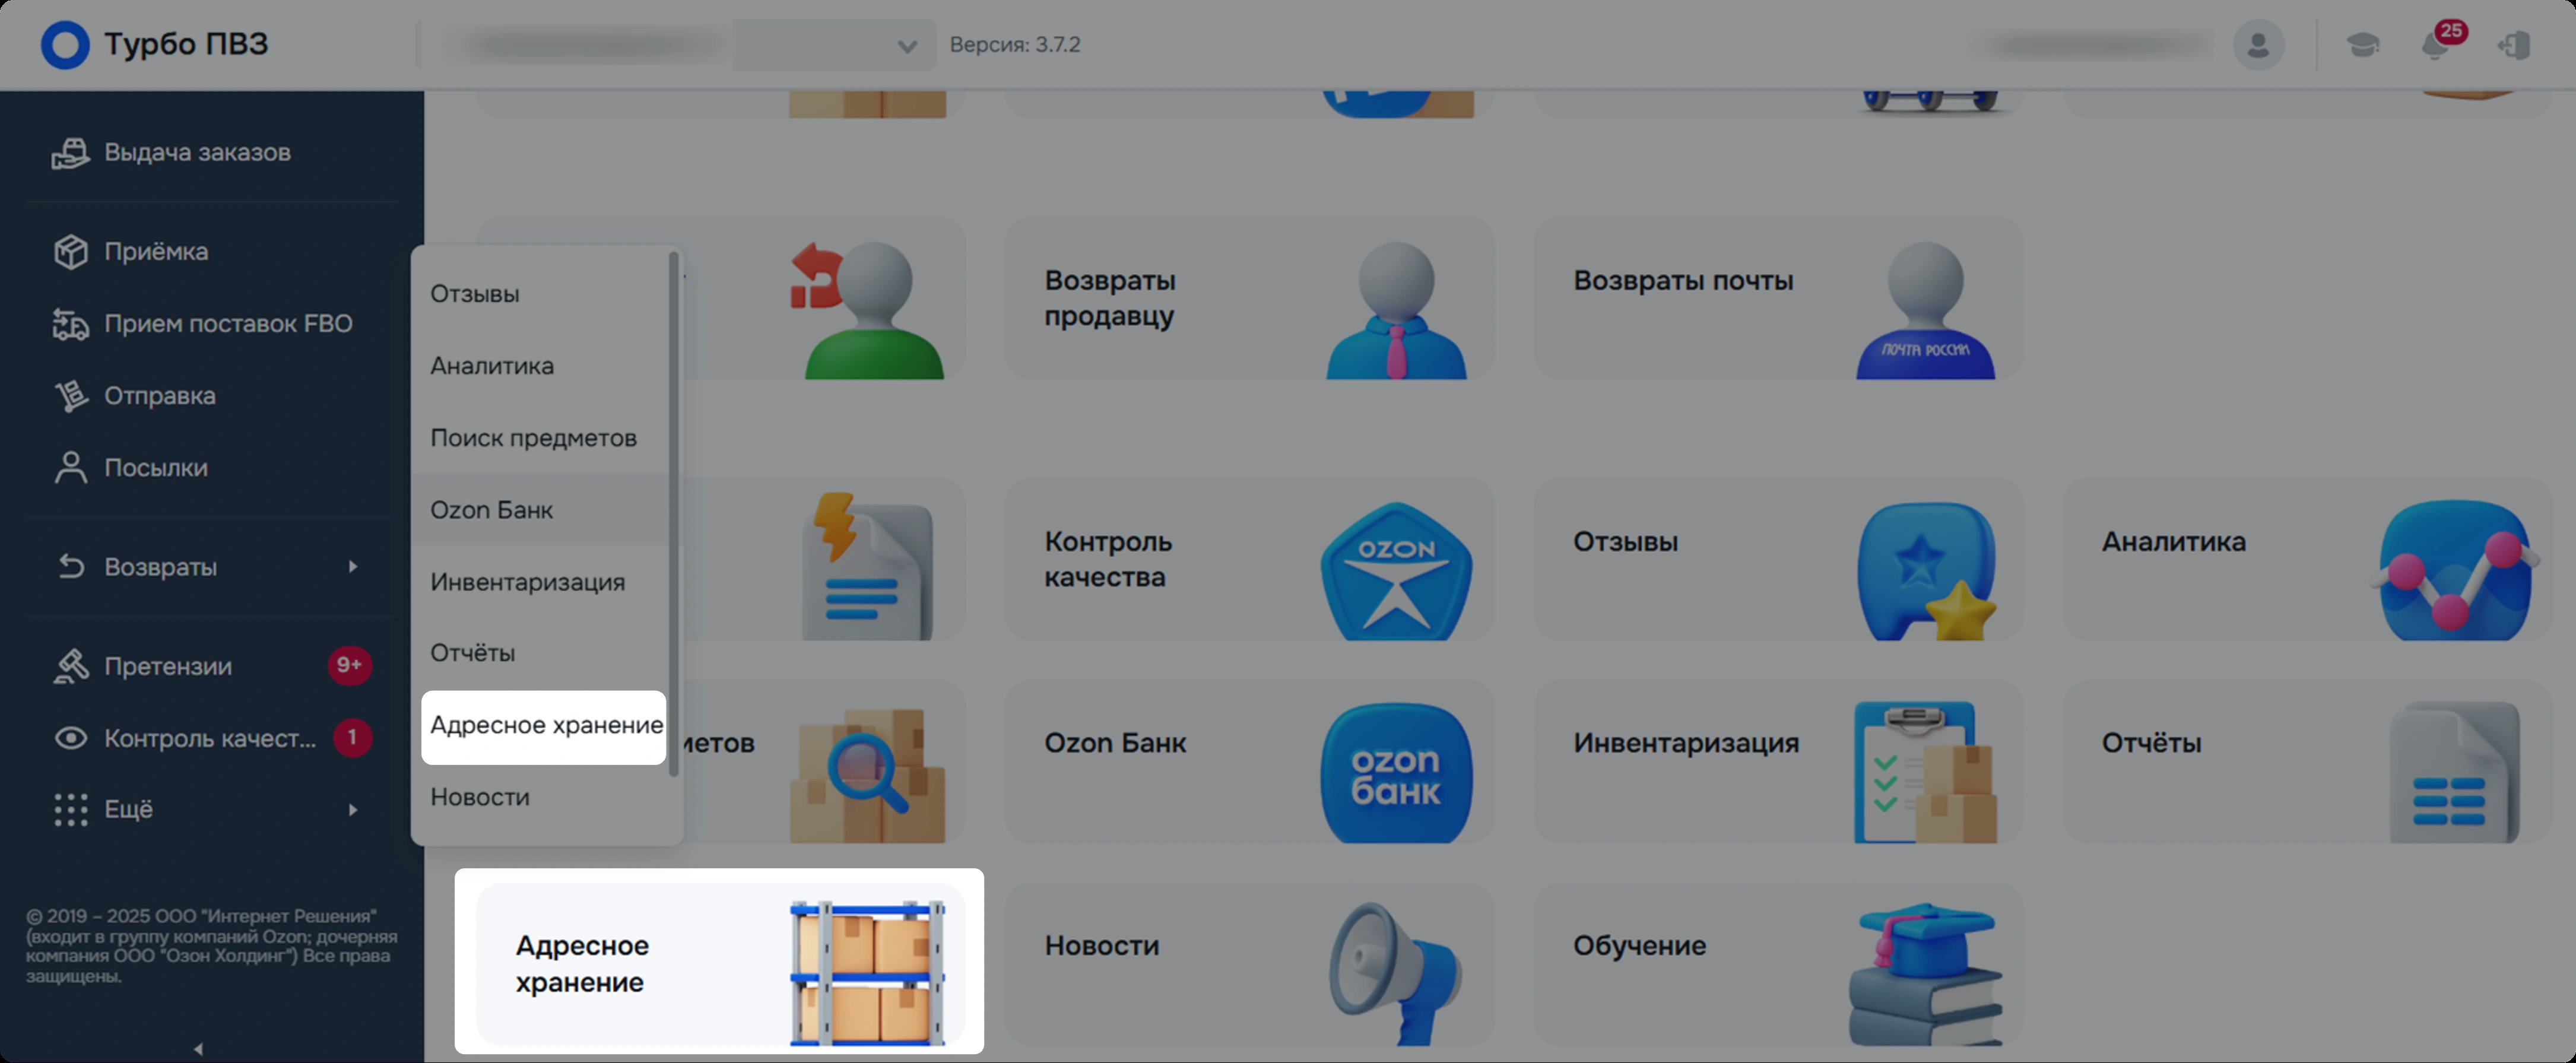 Турбо ПВЗ
Версия: 3.7.2
25
Выдача заказов
Приёмка
Прием поставок FBO
Отправка
Посылки
Возвраты
Претензии
9+
Контроль качест...
1
Ещё
© 2019 – 2025 ООО "Интернет Решения"
(входит в группу компаний Ozon; дочерняя
компания ООО "Озон Холдинг") Все права
защищены.
Отзывы
Аналитика
Поиск предметов
Ozon Банк
Инвентаризация
Отчёты
Адресное хранение
Новости
Возвраты
продавцу
Возвраты почты
ПОЧТА РОССИИ
Контроль
качества
OZON
Отзывы
Аналитика
метов
Ozon Банк
ozon
банк
Инвентаризация
Отчёты
Адресное
хранение
Новости
Обучение